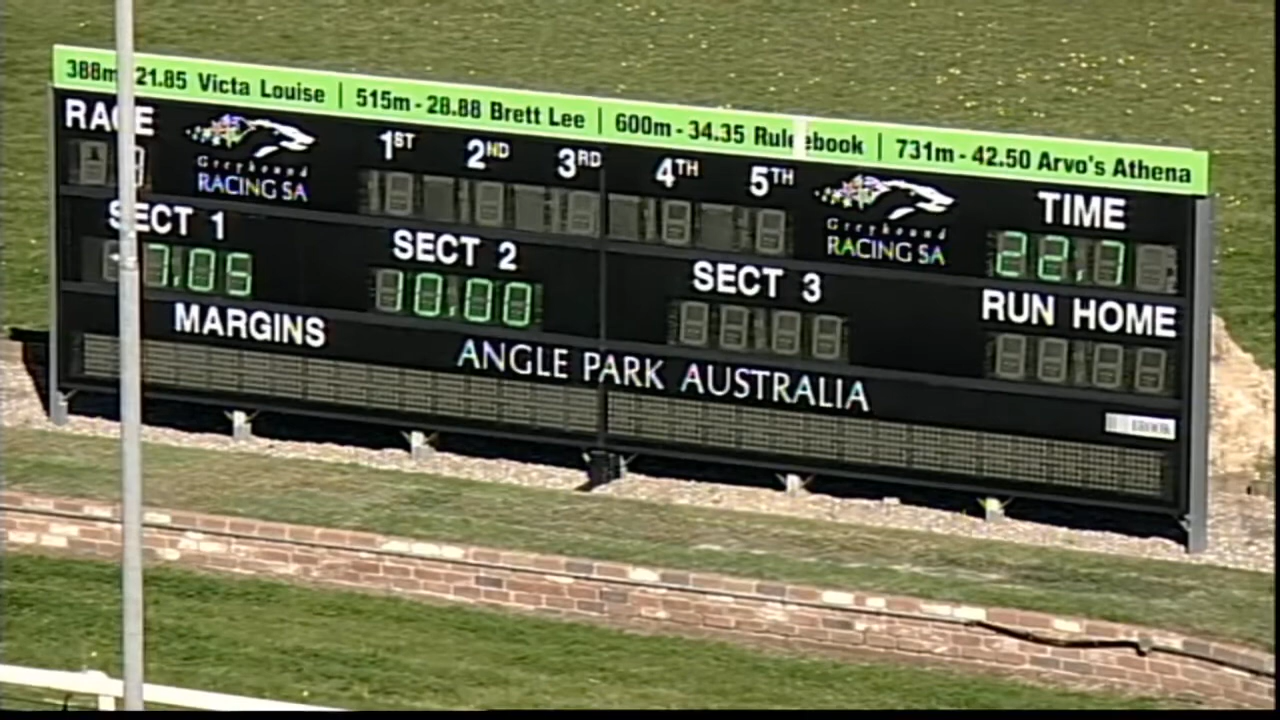 388m 21.85 Victa Louise | 515m - 28.88 Brett Lee | 600m - 34.35 Rulebook | 731m - 42.50 Arvo's Athena
RACE
Greyhound
RACING SA
1ST 2ND 3RD 4TH 5TH
Greyhound
RACING SA
TIME
22.7
SECT 1
7.05
SECT 2
10.00
SECT 3
RUN HOME
MARGINS
ANGLE PARK AUSTRALIA